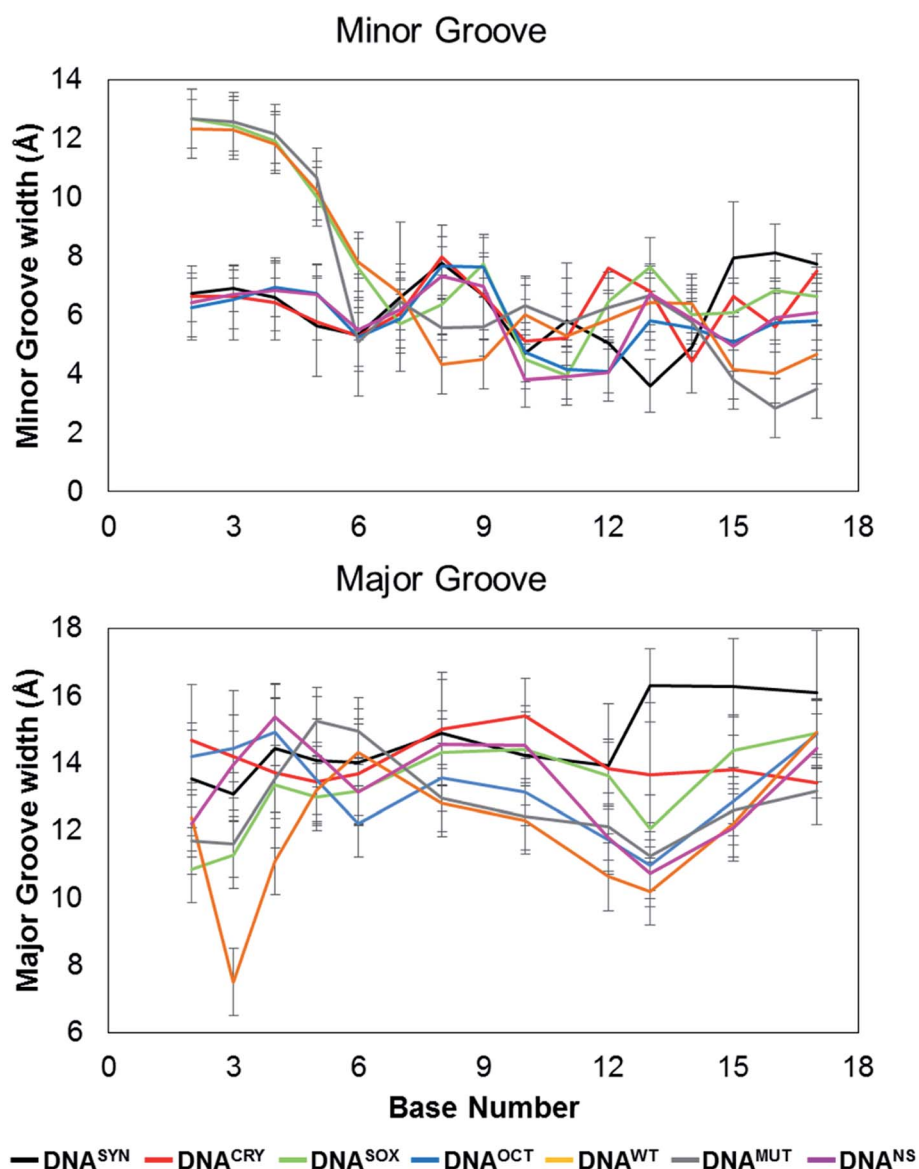 Minor Groove
Minor Groove width (Å)
14
12
10
8
6
4
2
0
0 3 6 9 12 15 18
Major Groove
Major Groove width (Å)
18
16
14
12
10
8
6
0 3 6 9 12 15 18
Base Number
DNA^SYN DNA^CRY DNA^SOX DNA^OCT DNA^WT DNA^MUT DNA^NS